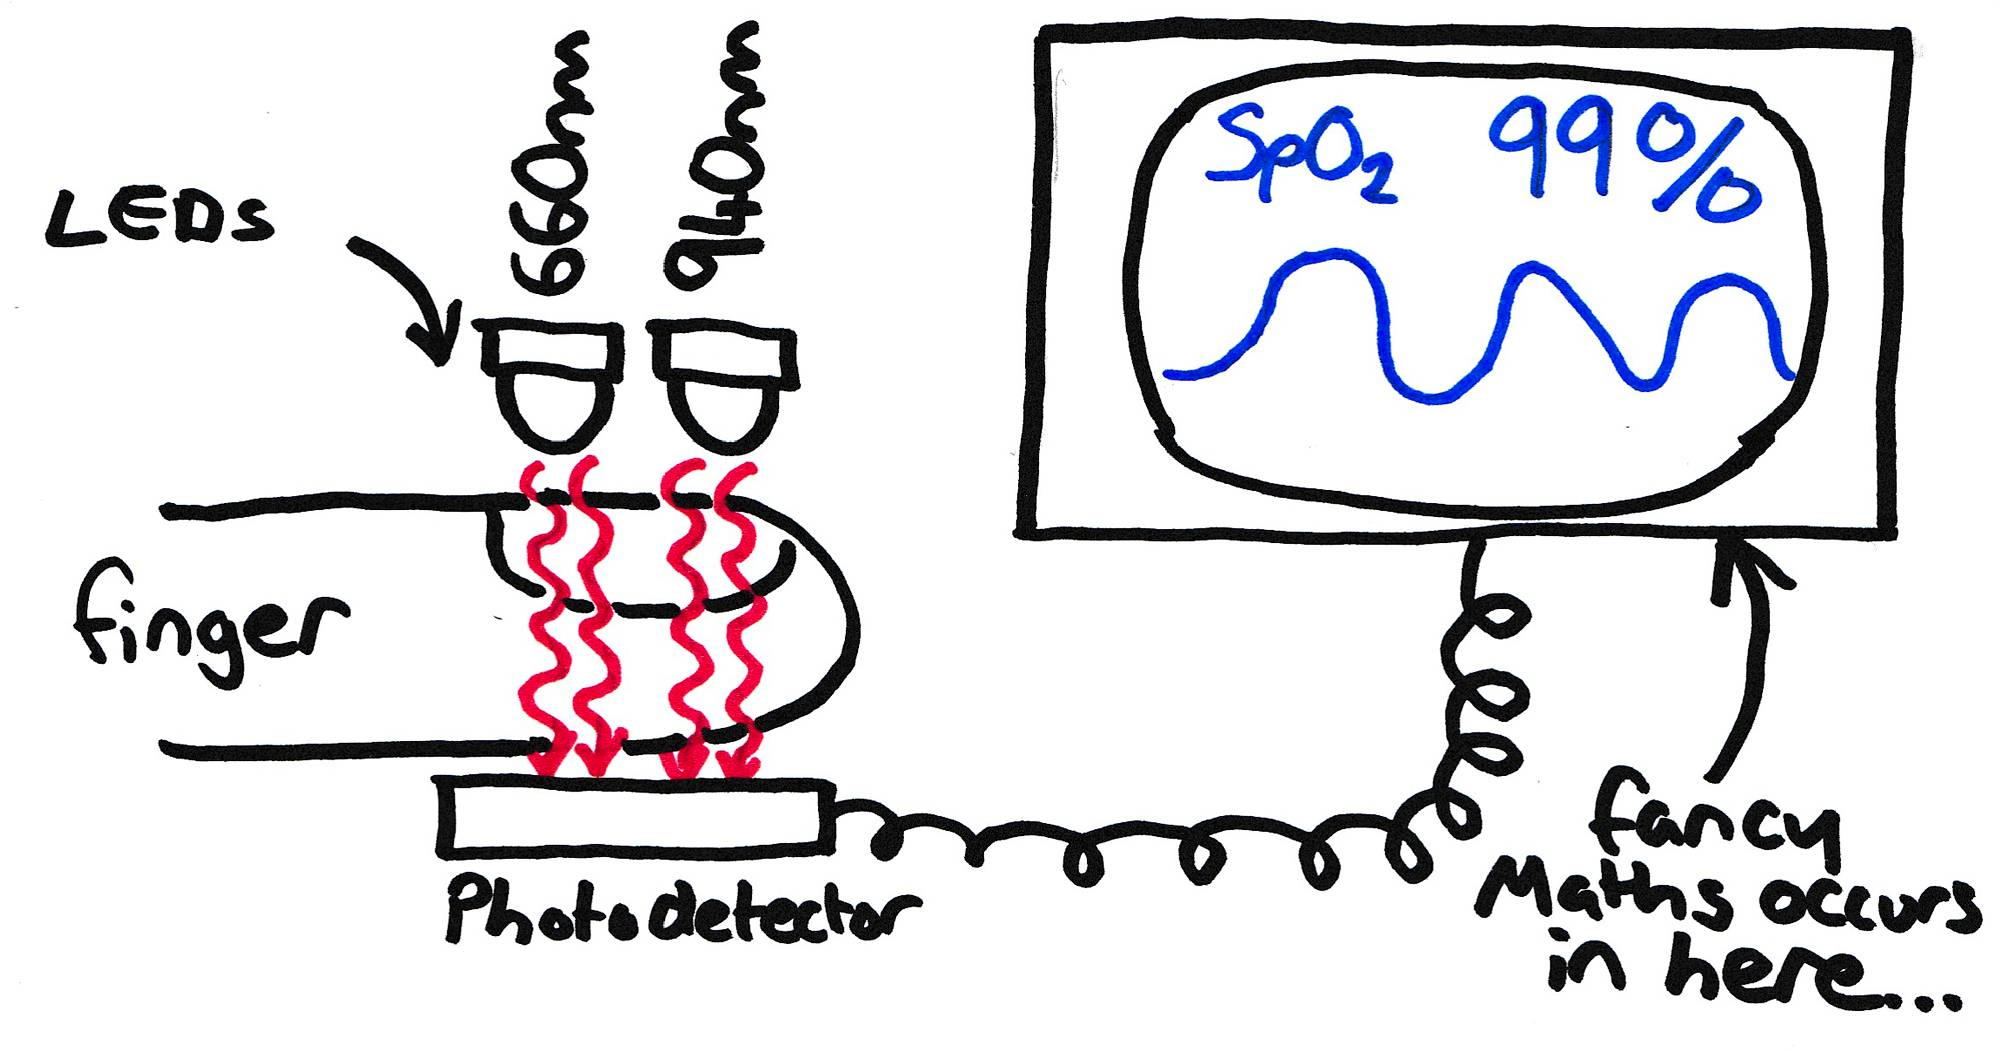 LEDs
660nm
940nm
SpO2 99%
finger
Photodetector
fancy
Maths occurs
in here...